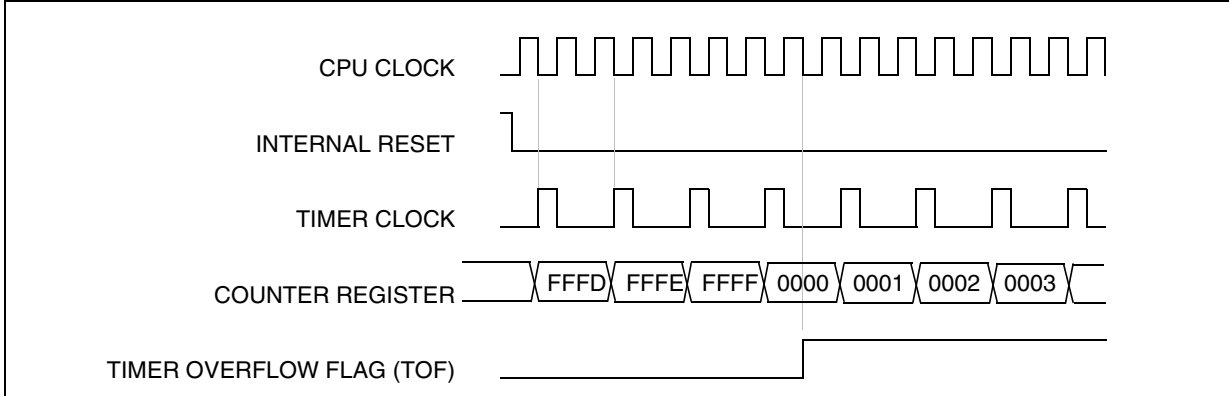 CPU CLOCK
INTERNAL RESET
TIMER CLOCK
COUNTER REGISTER FFFD FFFE FFFF 0000 0001 0002 0003
TIMER OVERFLOW FLAG (TOF)